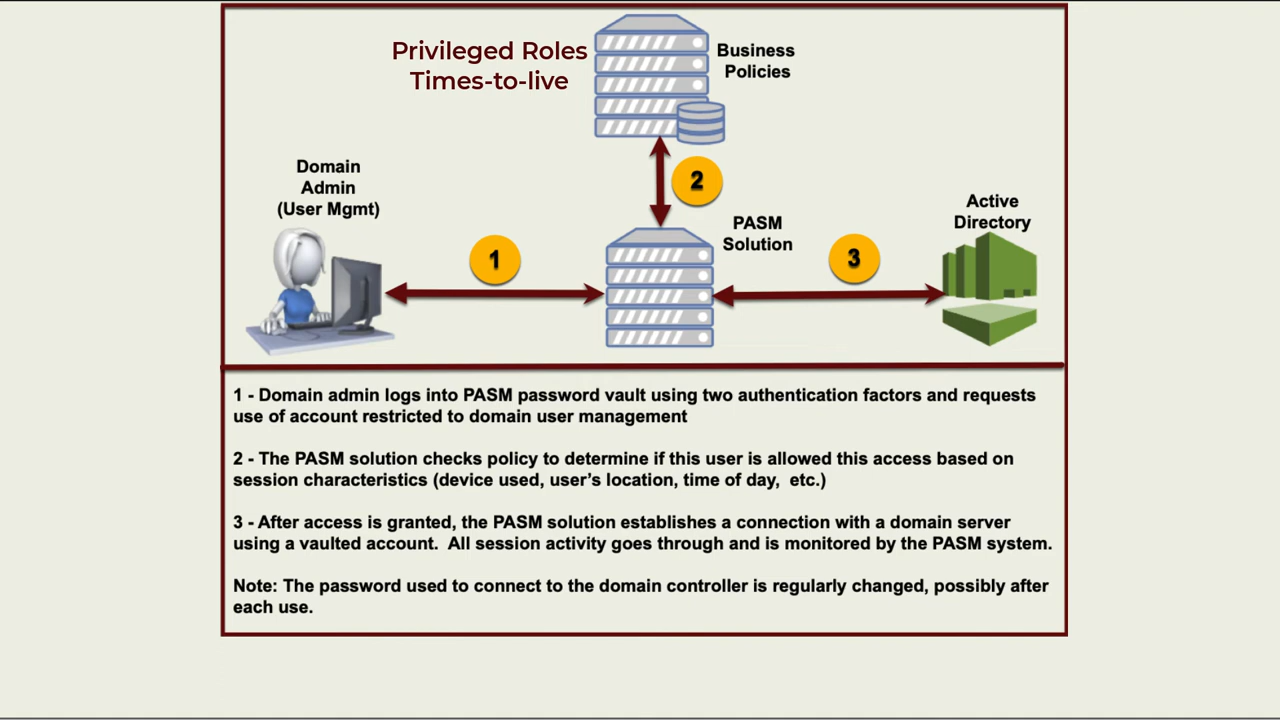 Privileged Roles
Times-to-live
Business
Policies
Domain
Admin
(User Mgmt)
2
Active
Directory
PASM
Solution
1
3
1 - Domain admin logs into PASM password vault using two authentication factors and requests
use of account restricted to domain user management
2 - The PASM solution checks policy to determine if this user is allowed this access based on
session characteristics (device used, user's location, time of day,  etc.)
3 - After access is granted, the PASM solution establishes a connection with a domain server
using a vaulted account.  All session activity goes through and is monitored by the PASM system.
Note: The password used to connect to the domain controller is regularly changed, possibly after
each use.